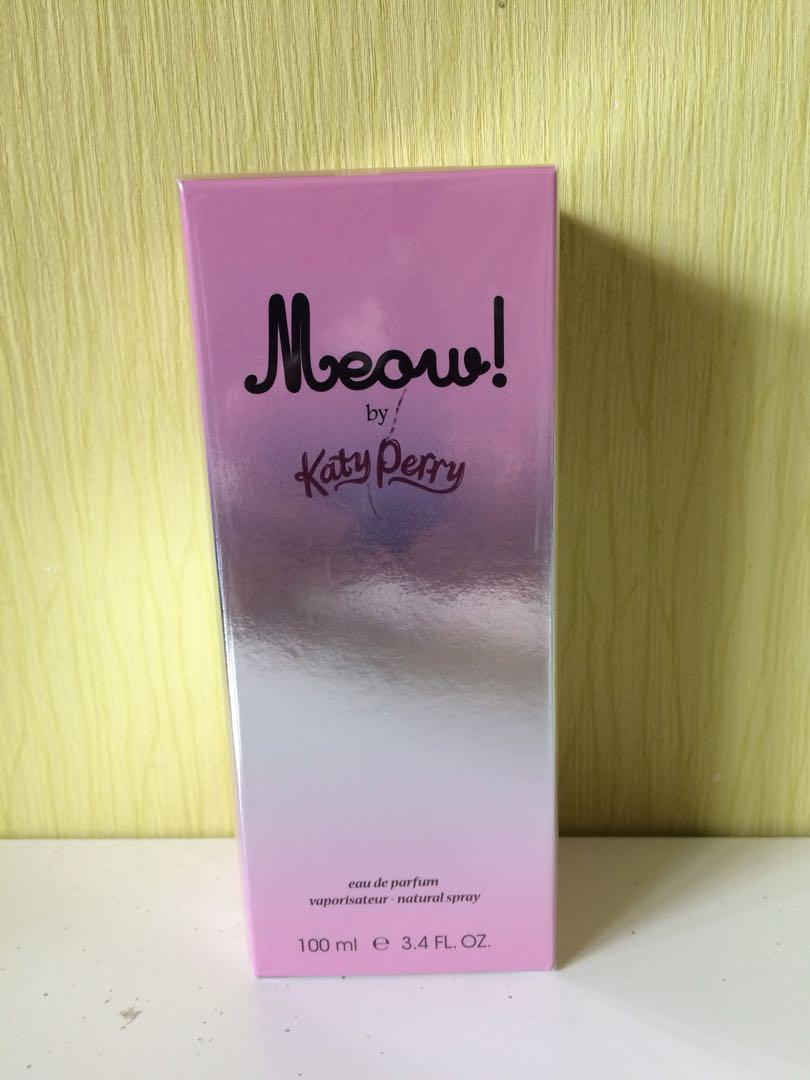 Meow!
by
Katy Perry
eau de parfum
vaporisateur - natural spray
100 ml ℮ 3.4 FL. OZ.